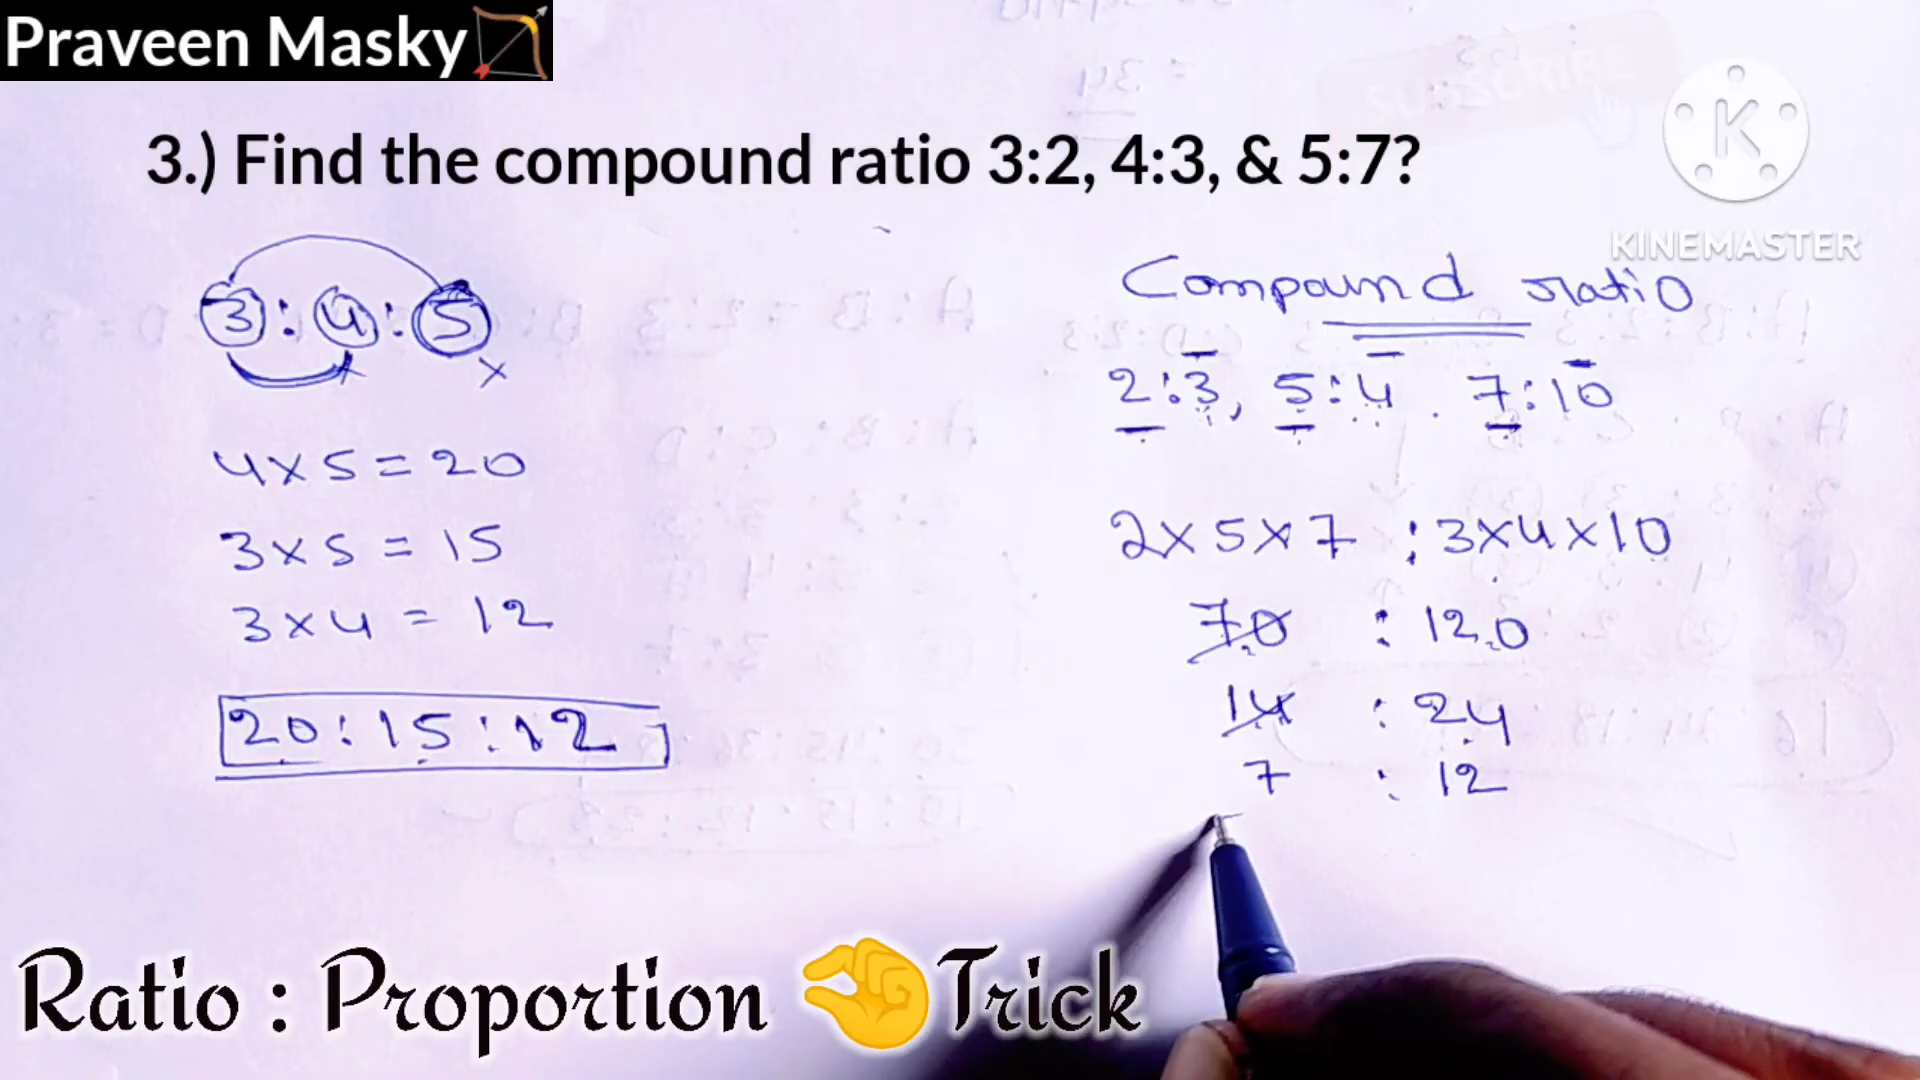 Praveen Masky
SUBSCRIBE
= 34
KINEMASTER
3.) Find the compound ratio 3:2, 4:3, & 5:7?
3 : 4 : 5
×
4 × 5 = 20
3 × 5 = 15
3 × 4 = 12
20 : 15 : 12
Compound ratio
2:3, 5:4 . 7:10
2 × 5 × 7 : 3 × 4 × 10
70 : 120
14 : 24
7 : 12
Ratio : Proportion Trick